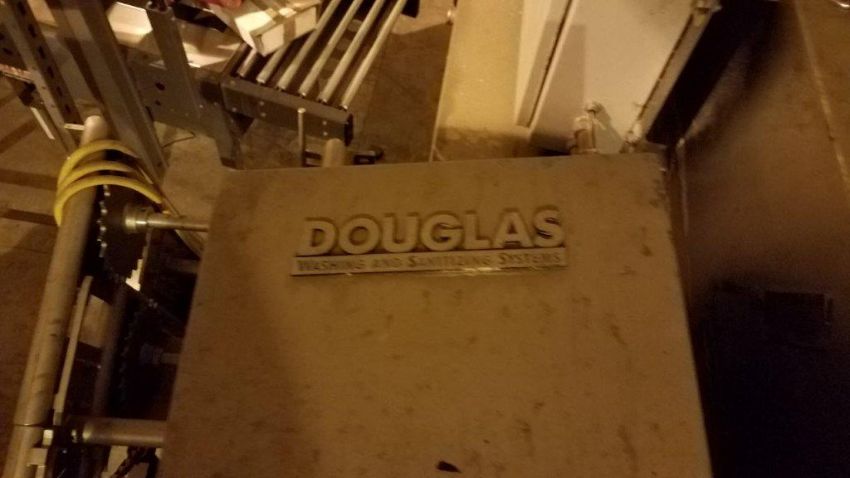 DOUGLAS
WASHING AND SANITIZING SYSTEMS